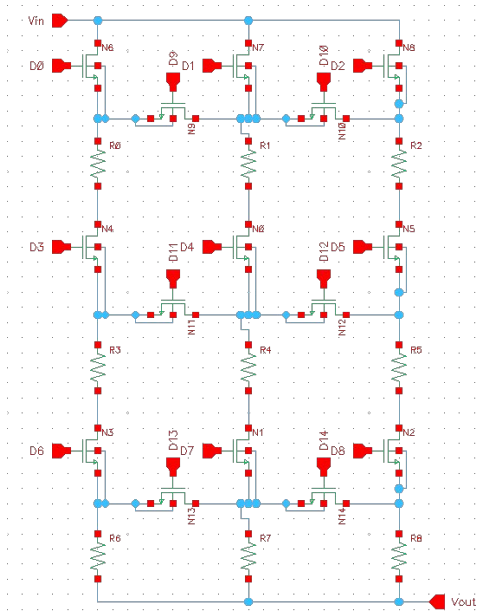 Vin
N6 D9 N7 D10 N8
D0 D1 D2
N9 N10
R0 R1 R2
N4 N0 N5
D3 D11 D4 D12 D5
N11 N12
R3 R4 R5
N3 N1 N2
D6 D13 D7 D14 D8
N13 N14
R6 R7 R8
Vout